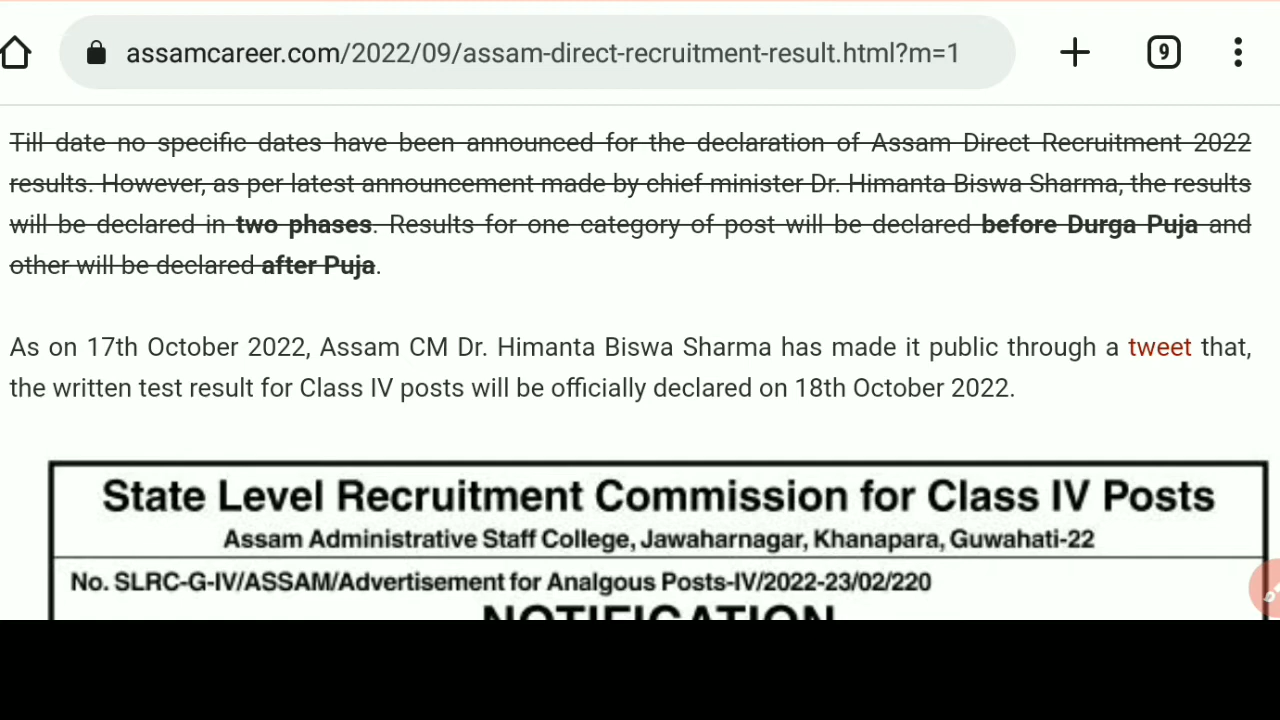 assamcareer.com/2022/09/assam-direct-recruitment-result.html?m=1
9
Till date no specific dates have been announced for the declaration of Assam Direct Recruitment 2022
results. However, as per latest announcement made by chief minister Dr. Himanta Biswa Sharma, the results
will be declared in two phases. Results for one category of post will be declared before Durga Puja and
other will be declared after Puja.
As on 17th October 2022, Assam CM Dr. Himanta Biswa Sharma has made it public through a tweet that,
the written test result for Class IV posts will be officially declared on 18th October 2022.
State Level Recruitment Commission for Class IV Posts
Assam Administrative Staff College, Jawaharnagar, Khanapara, Guwahati-22
No. SLRC-G-IV/ASSAM/Advertisement for Analgous Posts-IV/2022-23/02/220
NOTIFICATION